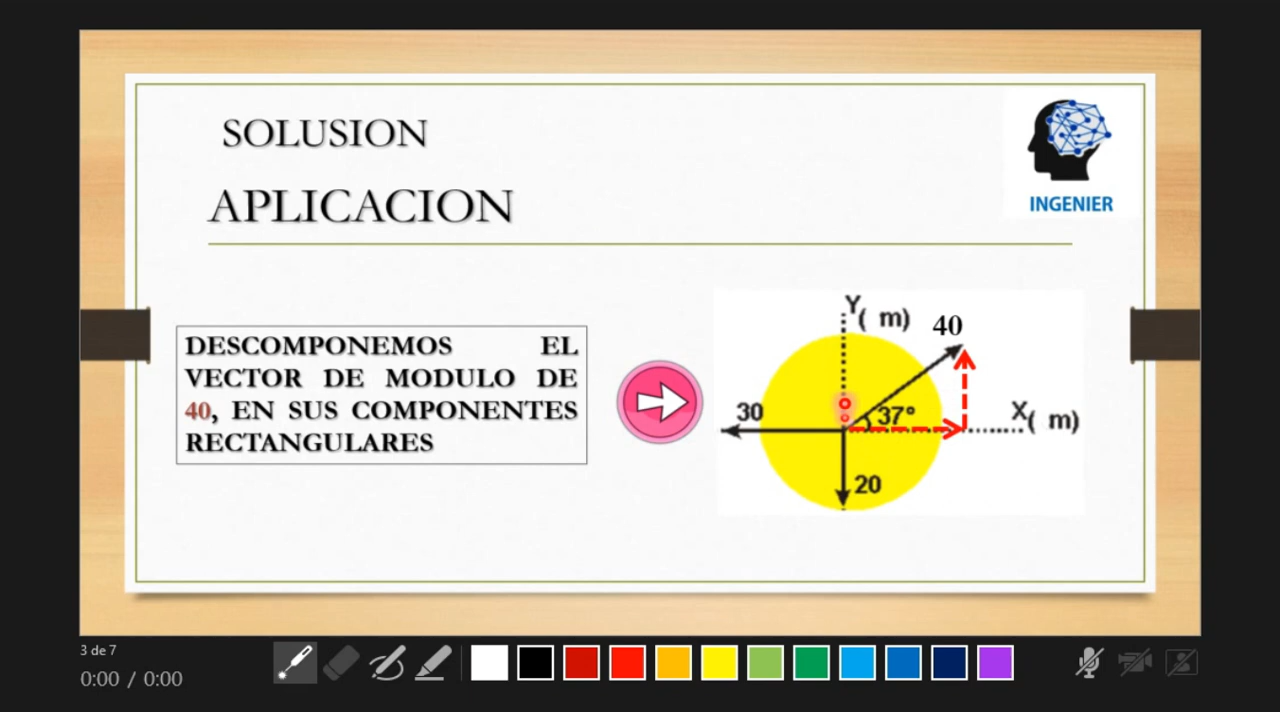 SOLUSION
APLICACION
INGENIER
DESCOMPONEMOS EL
VECTOR DE MODULO DE
40, EN SUS COMPONENTES
RECTANGULARES
Y( m)
40
30
37°
X( m)
20
3 de 7
0:00 / 0:00